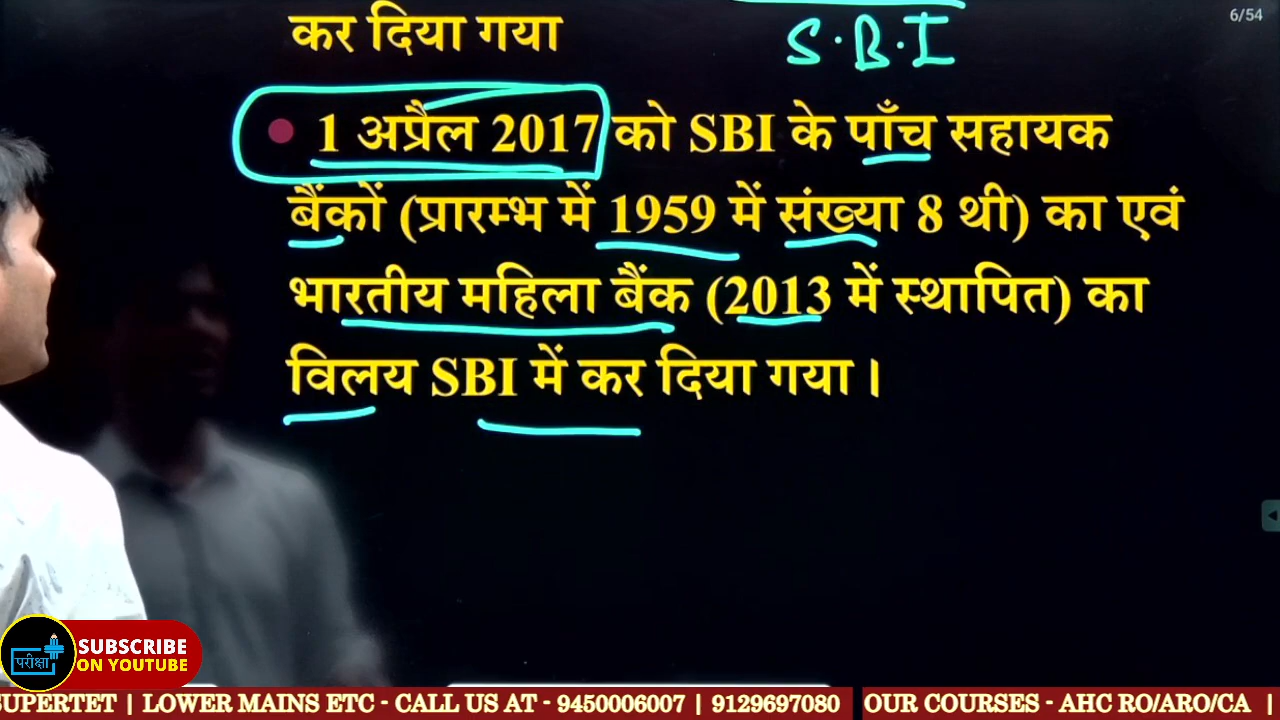 6/54
कर दिया गया
S.B.I
1 अप्रैल 2017 को SBI के पाँच सहायक
बैंकों (प्रारम्भ में 1959 में संख्या 8 थी) का एवं
भारतीय महिला बैंक (2013 में स्थापित) का
विलय SBI में कर दिया गया ।
परीक्षा
SUBSCRIBE
ON YOUTUBE
SUPERTET | LOWER MAINS ETC - CALL US AT - 9450006007 | 9129697080 OUR COURSES - AHC RO/ARO/CA |